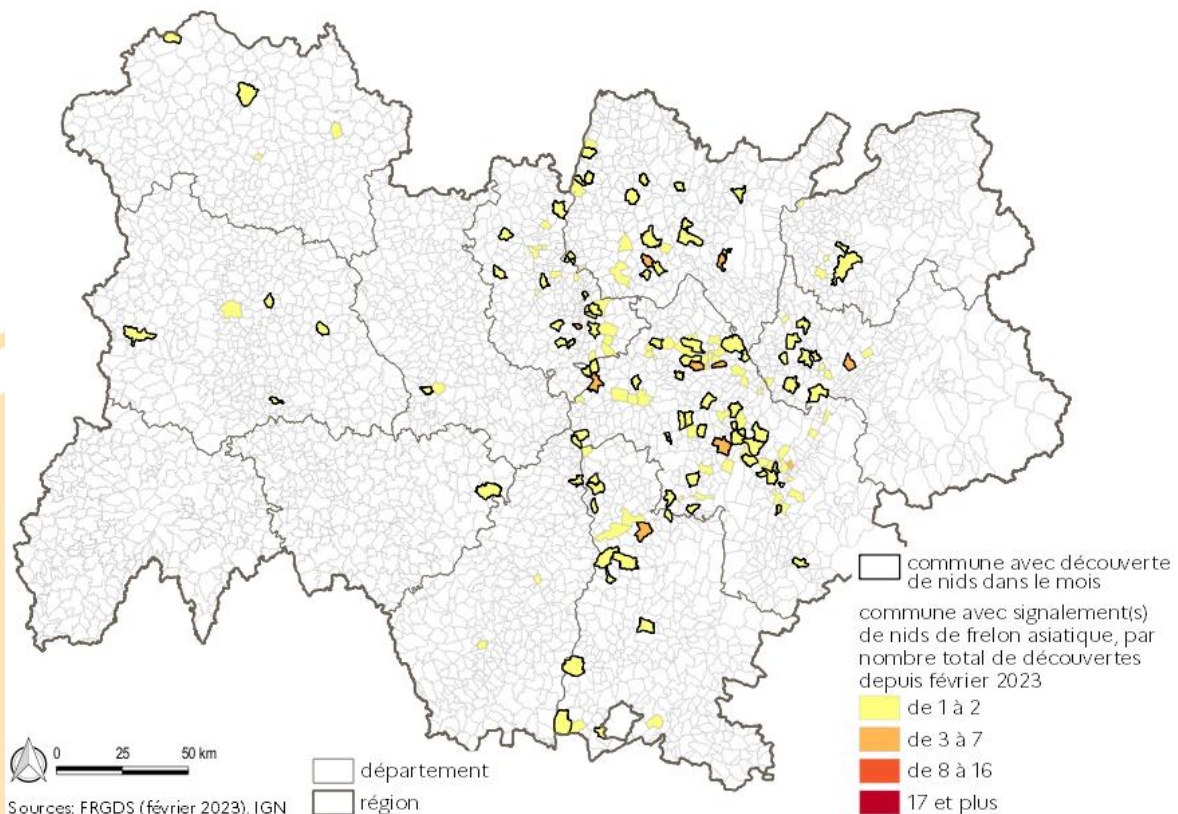 commune avec découverte
de nids dans le mois
commune avec signalement(s)
de nids de frelon asiatique, par
nombre total de découvertes
depuis février 2023
de 1 à 2
de 3 à 7
de 8 à 16
17 et plus
0 25 50 km
département
région
Sources: FRGDS (février 2023), IGN